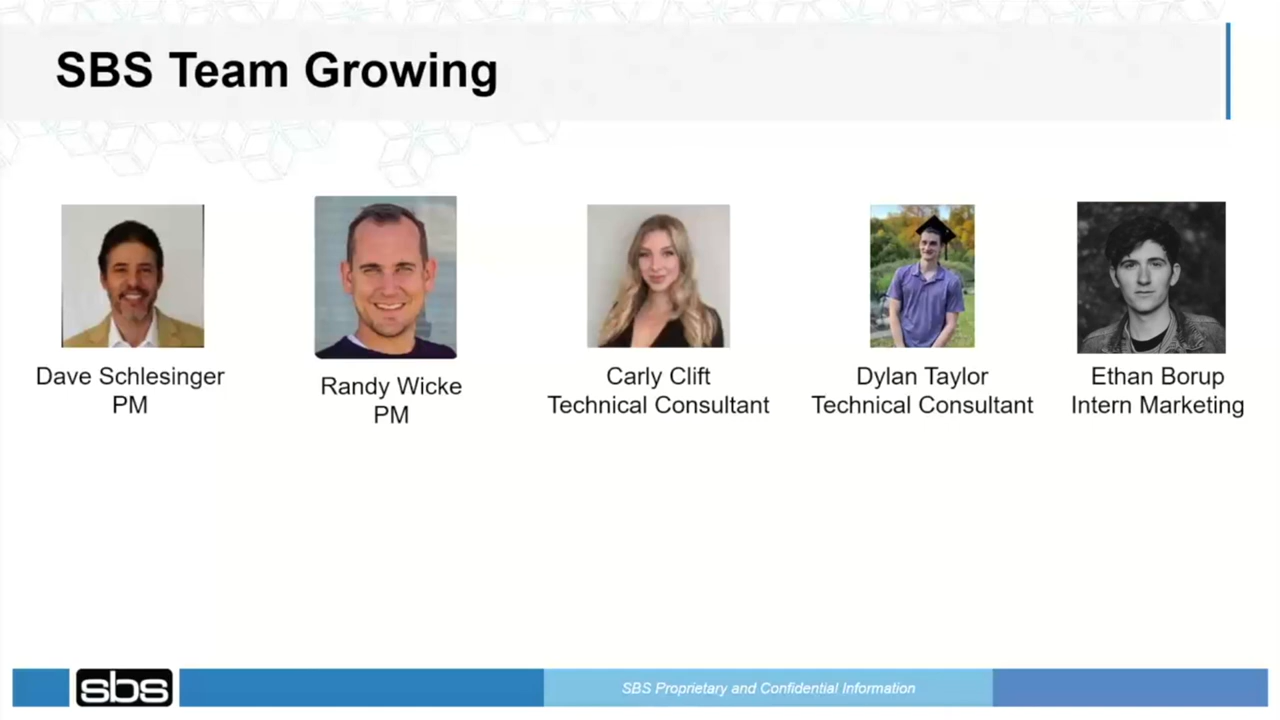 SBS Team Growing
Dave Schlesinger
PM
Randy Wicke
PM
Carly Clift
Technical Consultant
Dylan Taylor
Technical Consultant
Ethan Borup
Intern Marketing
sbs
SBS Proprietary and Confidential Information